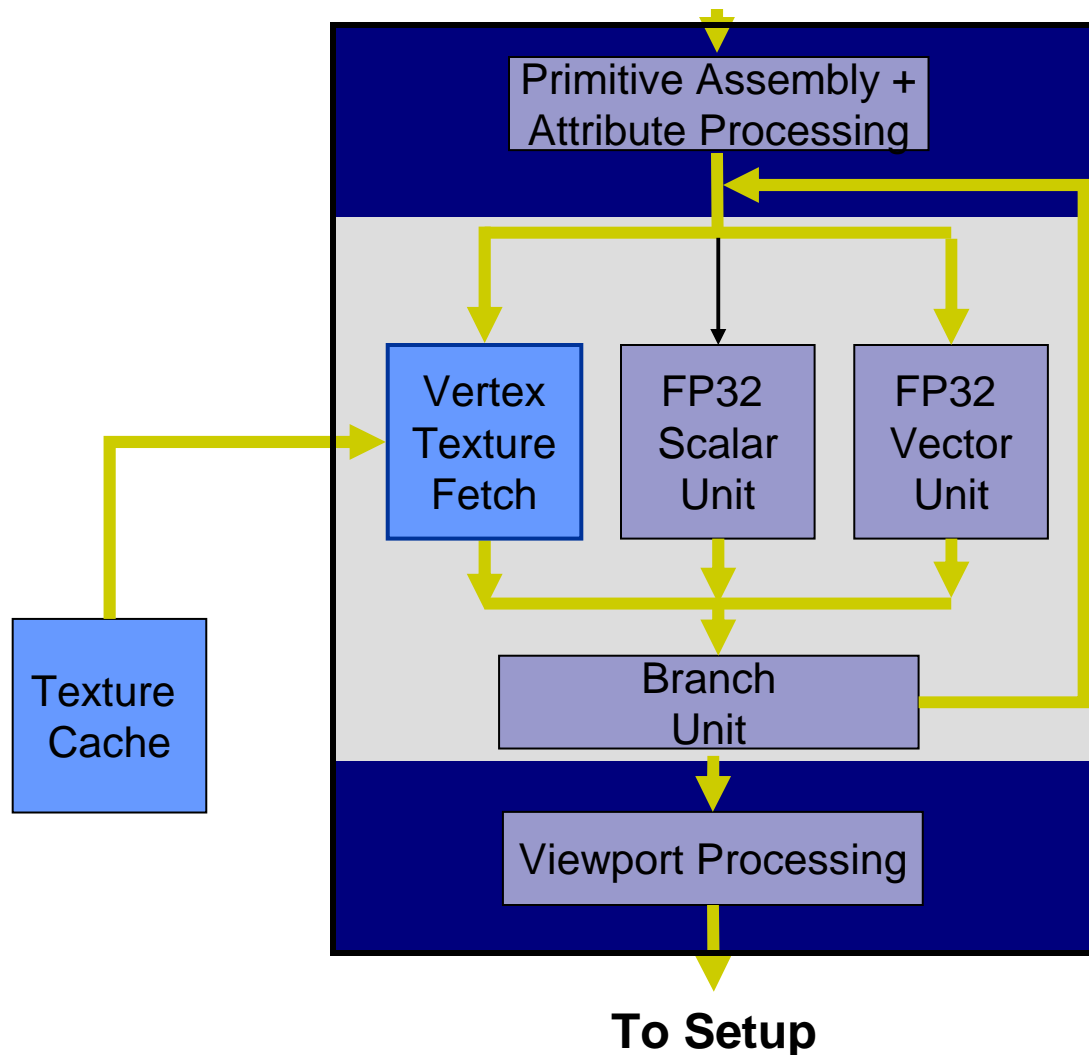 Primitive Assembly +
Attribute Processing
Vertex
Texture
Fetch
FP32
Scalar
Unit
FP32
Vector
Unit
Texture
Cache
Branch
Unit
Viewport Processing
To Setup